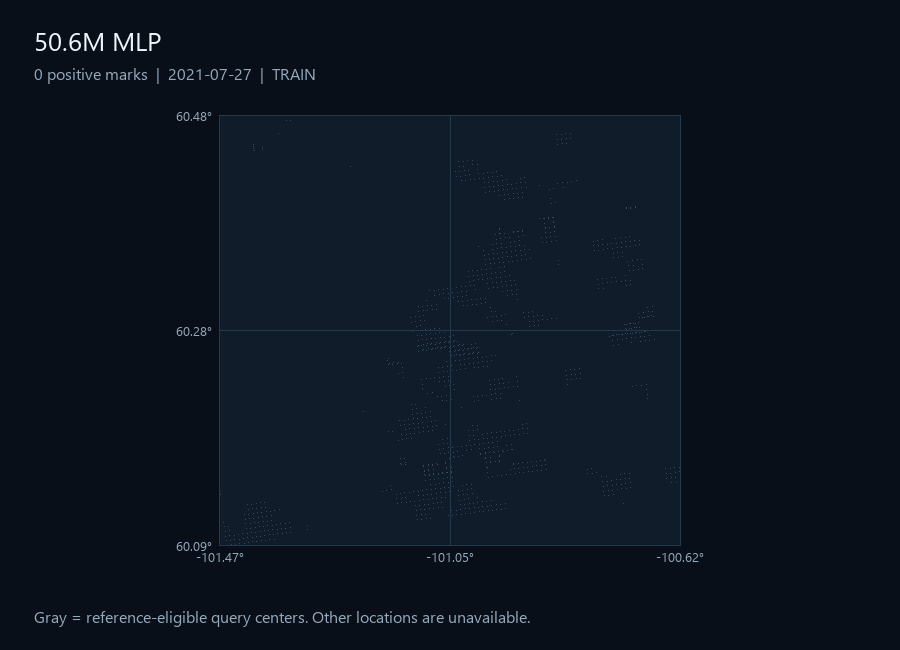 50.6M MLP
0 positive marks | 2021-07-27 | TRAIN
60.48°
60.28°
60.09°
-101.47° -101.05° -100.62°
Gray = reference-eligible query centers. Other locations are unavailable.